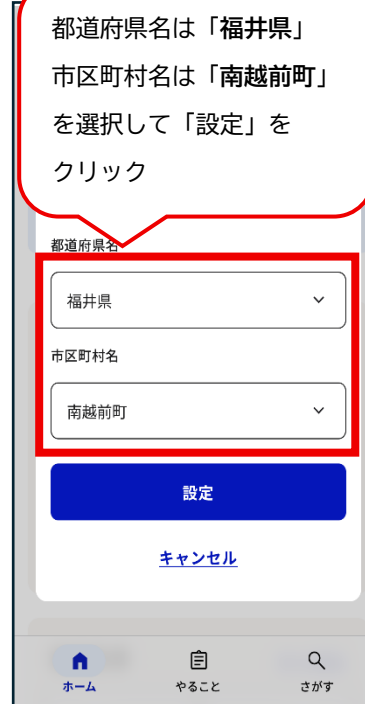 都道府県名は「福井県」
市区町村名は「南越前町」
を選択して「設定」を
クリック
都道府県名
福井県
市区町村名
南越前町
設定
キャンセル
ホーム
やること
さがす